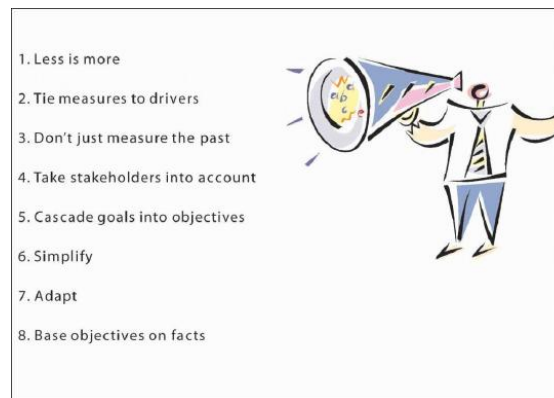 1. Less is more
2. Tie measures to drivers
3. Don't just measure the past
4. Take stakeholders into account
5. Cascade goals into objectives
6. Simplify
7. Adapt
8. Base objectives on facts